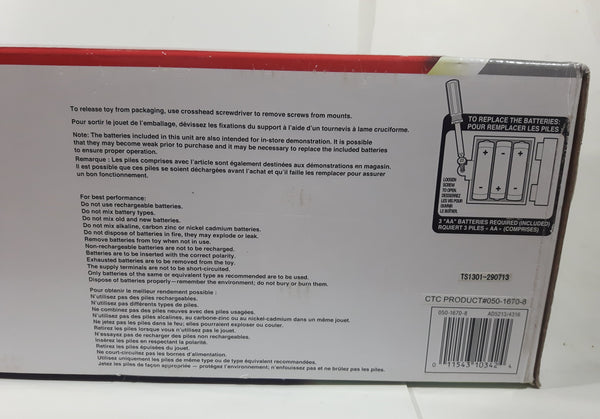 To release toy from packaging, use crosshead screwdriver to remove screws from mounts.
Pour sortir le jouet de l'emballage, dévissez les fixations du support à l'aide d'un tournevis à lame cruciforme.
Note: The batteries included in this unit are also intended for in-store demonstration. It is possible
that they may become weak prior to purchase and it may be necessary to replace the included batteries
to ensure proper operation.
Remarque : Les piles comprises avec l'article sont également destinées aux démonstrations en magasin.
Il est possible que ces piles se soient déchargées avant l'achat et qu'il faille les remplacer pour assurer
un bon fonctionnement.
For best performance:
Do not use rechargeable batteries.
Do not mix battery types.
Do not mix old and new batteries.
Do not mix alkaline, carbon zinc or nickel cadmium batteries.
Do not dispose of batteries in fire, they may explode or leak.
Remove batteries from toy when not in use.
Non-rechargeable batteries are not to be recharged.
Batteries are to be inserted with the correct polarity.
Exhausted batteries are to be removed from the toy.
The supply terminals are not to be short-circuited.
Only batteries of the same or equivalent type as recommended are to be used.
Dispose of batteries properly—remember the environment; do not bury or burn them.
Pour obtenir le meilleur rendement possible :
N'utilisez pas des piles rechargeables.
N'utilisez pas différents types de piles.
Ne combinez pas des piles neuves avec des piles usagées.
N'utilisez pas des piles alcalines, au carbone-zinc ou au nickel-cadmium dans un même jouet.
Ne jetez pas les piles dans le feu; elles pourraient exploser ou couler.
Retirez les piles lorsque vous n'utilisez pas le jouet.
N'essayez pas de recharger des piles non rechargeables.
Insérez les piles en respectant la polarité.
Retirez les piles épuisées du jouet.
Ne court-circuitez pas les bornes d'alimentation.
Utilisez uniquement les piles de même type ou de type équivalent recommandées.
Jetez les piles de façon appropriée – protégez l'environnement; n'enfouissez pas et ne brûlez pas les piles.
TO REPLACE THE BATTERIES:
POUR REMPLACER LES PILES :
LOOSEN
SCREW
TO OPEN.
DESSERREZ
LES VIS POUR
OUVRIR
LE BOÎTIER.
3 "AA" BATTERIES REQUIRED (INCLUDED)
RQUIERT 3 PILES « AA » (COMPRISES)
TS1301-290713
CTC PRODUCT#050-1670-8
050-1670-8 AD5213/4316
0 11543 10342 4